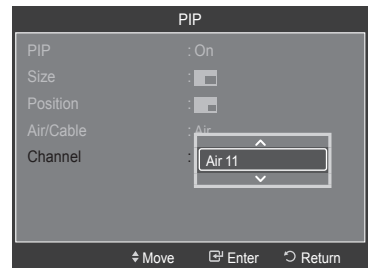 PIP
PIP : On
Size :
Position :
Air/Cable : Air
Channel : Air 11
Move Enter Return